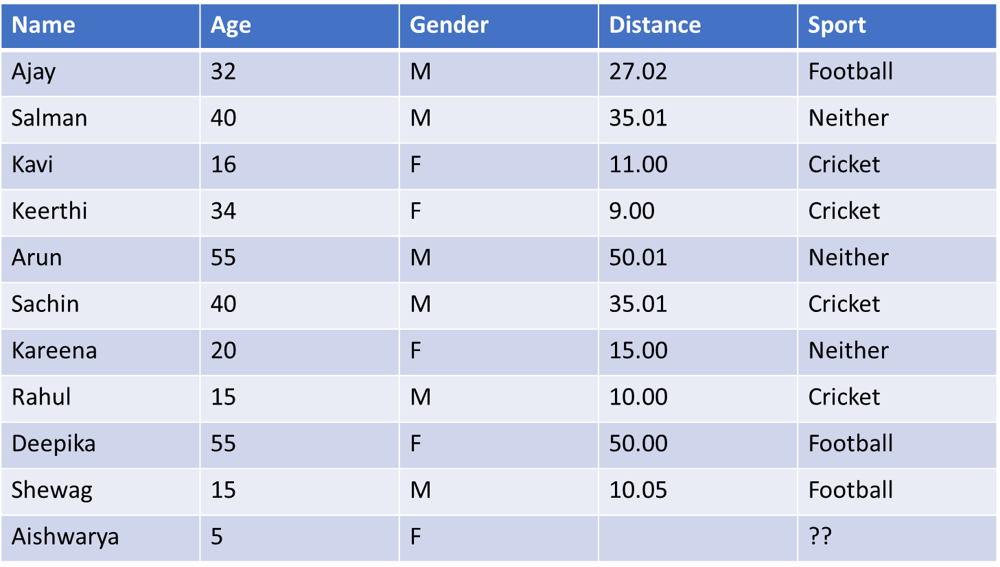 Name Age Gender Distance Sport
Ajay 32 M 27.02 Football
Salman 40 M 35.01 Neither
Kavi 16 F 11.00 Cricket
Keerthi 34 F 9.00 Cricket
Arun 55 M 50.01 Neither
Sachin 40 M 35.01 Cricket
Kareena 20 F 15.00 Neither
Rahul 15 M 10.00 Cricket
Deepika 55 F 50.00 Football
Shewag 15 M 10.05 Football
Aishwarya 5 F ??